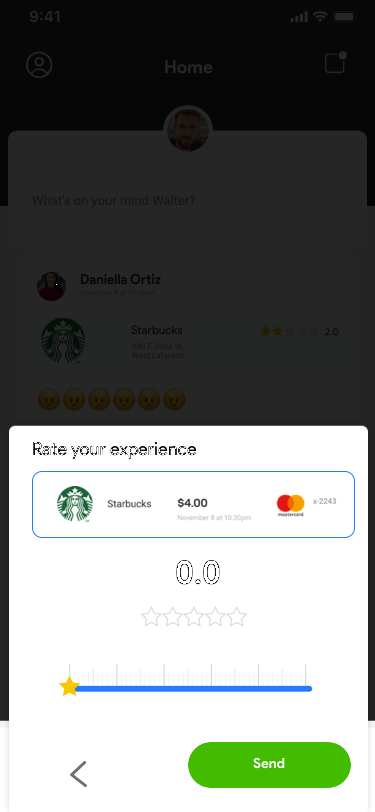 9:41
Home
What's on your mind Walter?
Daniella Ortiz
November 8 at 10:30pm
Starbucks
240 E State St,
West Lafayette
2.0
Rate your experience
Starbucks
$4.00
November 8 at 10:30pm
mastercard
x-2243
0.0
Send